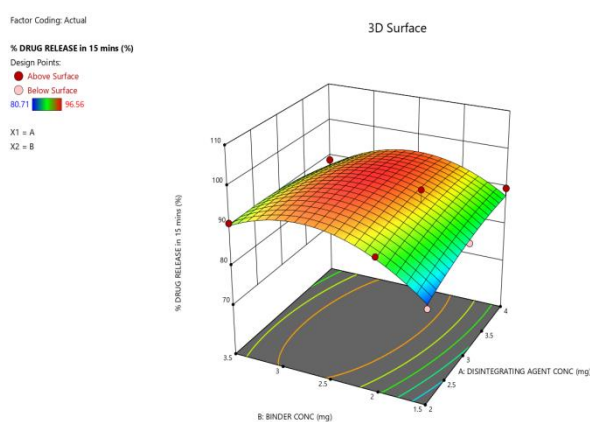 Factor Coding: Actual
3D Surface
% DRUG RELEASE in 15 mins (%)
Design Points:
Above Surface
Below Surface
80.71 96.56
X1 = A
X2 = B
110
100
90
80
70
% DRUG RELEASE in 15 mins (%)
3.5
3
2.5
2
1.5
B: BINDER CONC (mg)
4
3.5
3
2.5
2
A: DISINTEGRATING AGENT CONC (mg)